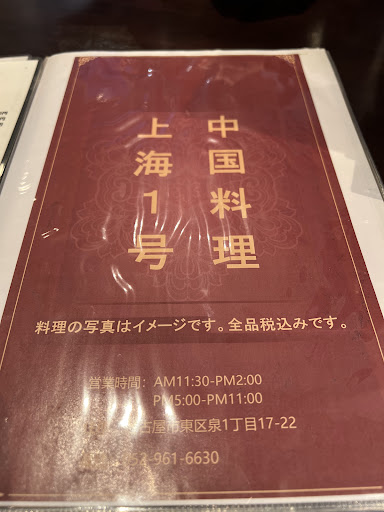 中国料理
上海1号
料理の写真はイメージです。全品税込みです。
営業時間：AM11:30-PM2:00
PM5:00-PM11:00
古屋市東区泉1丁目17-22
52-961-6630